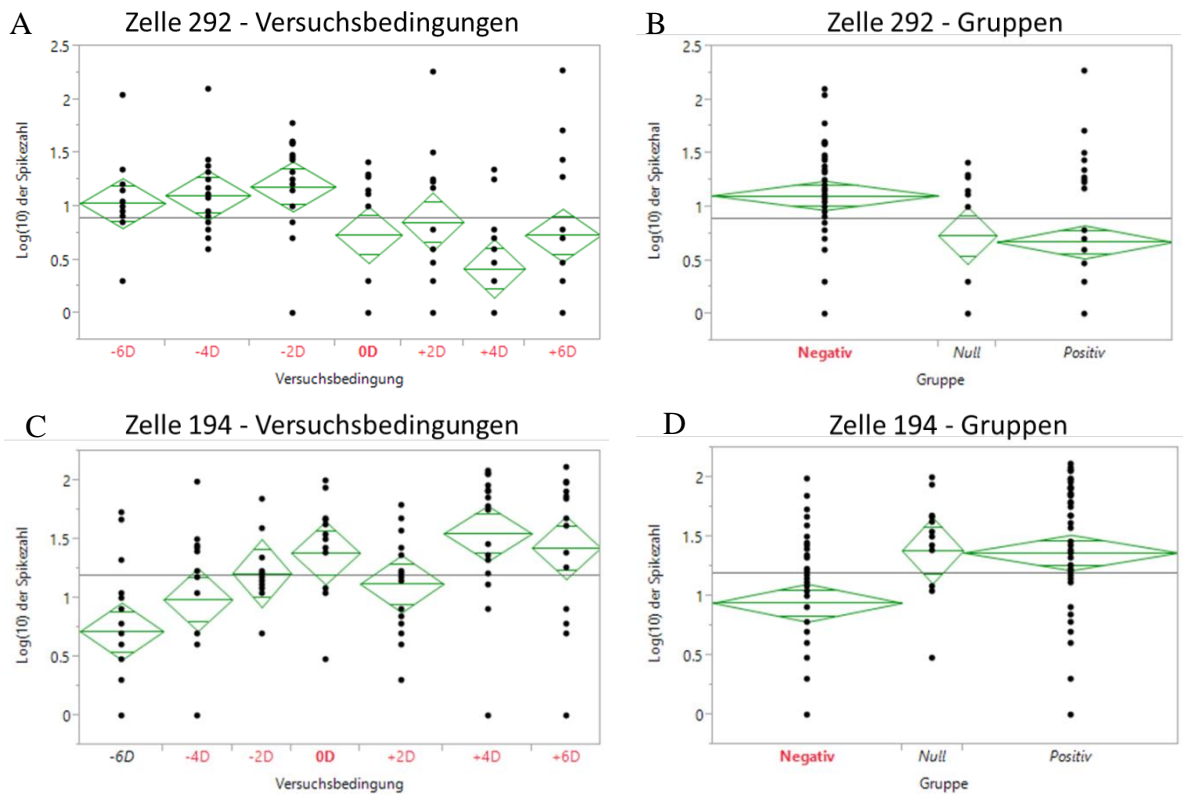 A
Zelle 292 - Versuchsbedingungen
2.5
2
1.5
1
0.5
0
Log(10) der Spikezahl
-6D -4D -2D 0D +2D +4D +6D
Versuchsbedingung
B
Zelle 292 - Gruppen
2.5
2
1.5
1
0.5
0
Log(10) der Spikezhal
Negativ Null Positiv
Gruppe
C
Zelle 194 - Versuchsbedingungen
2
1.5
1
0.5
0
Log(10) der Spikezahl
-6D -4D -2D 0D +2D +4D +6D
Versuchsbedingung
D
Zelle 194 - Gruppen
2
1.5
1
0.5
0
Log(10) der Spikezahl
Negativ Null Positiv
Gruppe